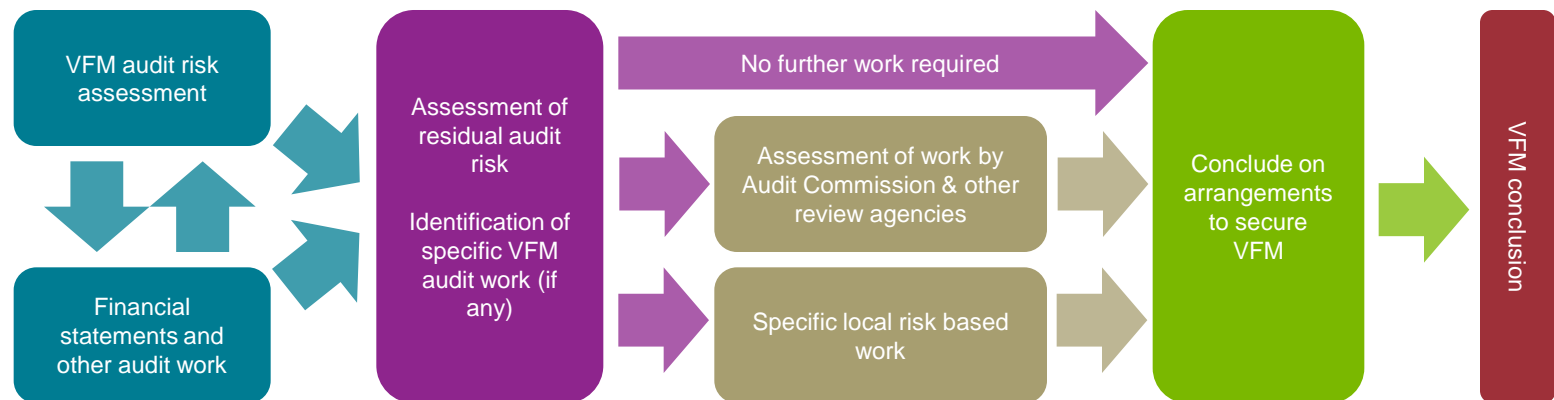 VFM audit risk
assessment
Financial
statements and
other audit work
Assessment of
residual audit
risk
Identification of
specific VFM
audit work (if
any)
No further work required
Assessment of work by
Audit Commission & other
review agencies
Specific local risk based
work
Conclude on
arrangements
to secure
VFM
VFM conclusion